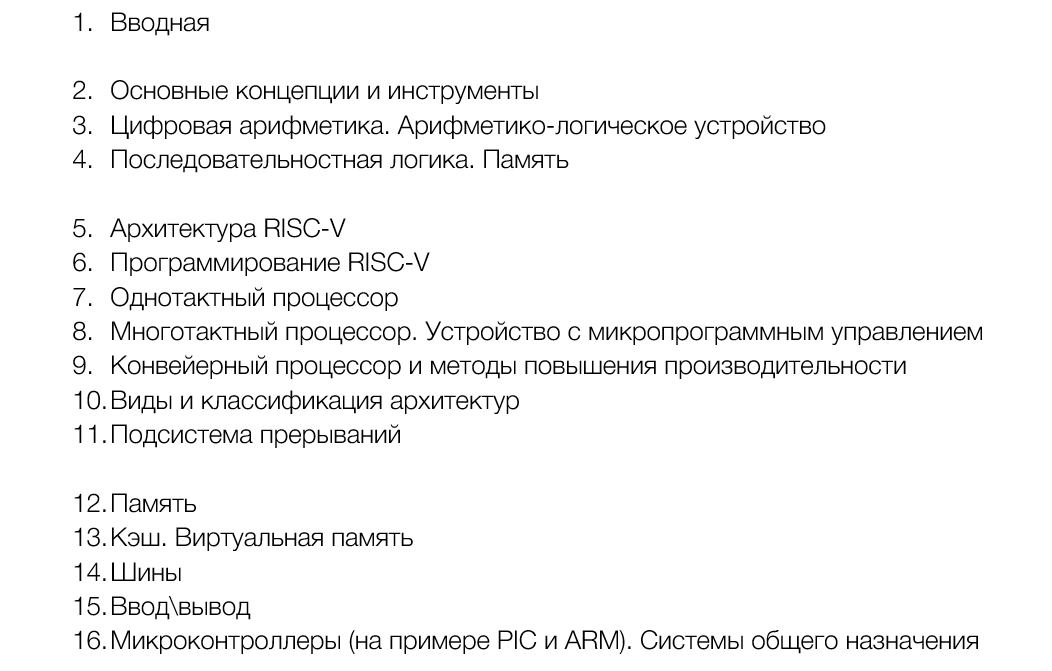 1. Вводная
2. Основные концепции и инструменты
3. Цифровая арифметика. Арифметико-логическое устройство
4. Последовательностная логика. Память
5. Архитектура RISC-V
6. Программирование RISC-V
7. Однотактный процессор
8. Многотактный процессор. Устройство с микропрограммным управлением
9. Конвейерный процессор и методы повышения производительности
10. Виды и классификация архитектур
11. Подсистема прерываний
12. Память
13. Кэш. Виртуальная память
14. Шины
15. Ввод\вывод
16. Микроконтроллеры (на примере PIC и ARM). Системы общего назначения